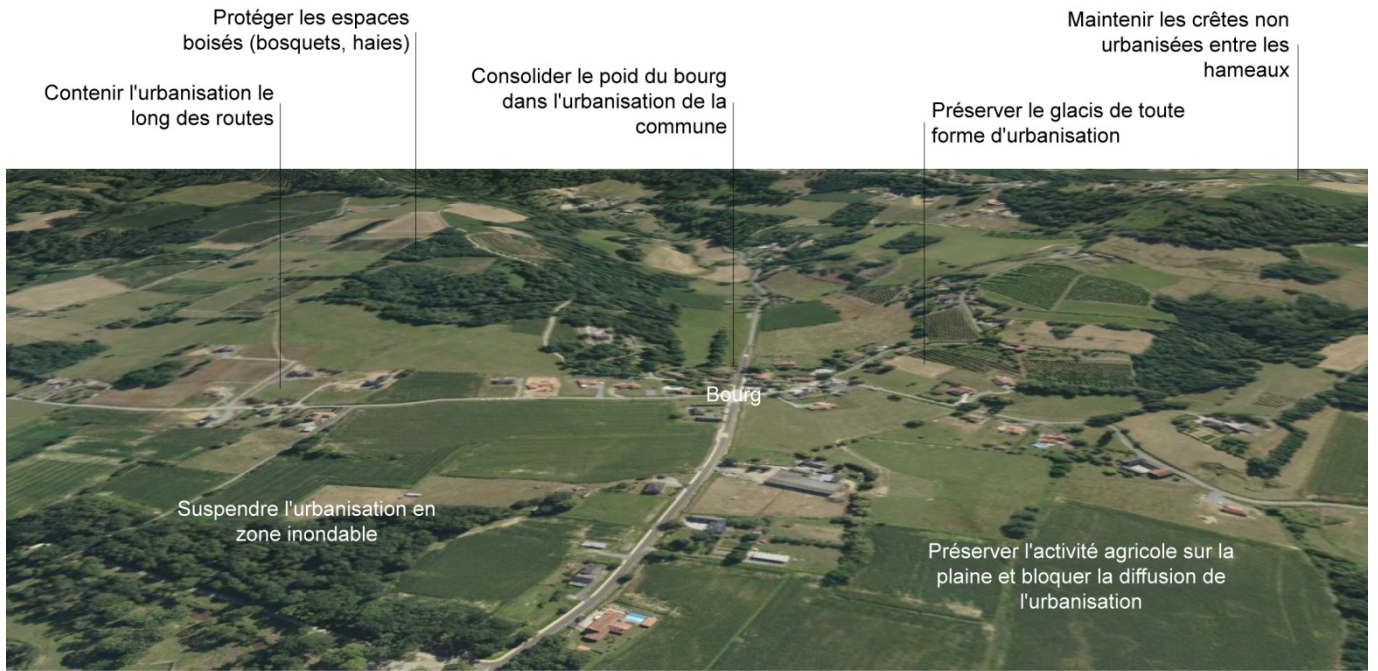 Protéger les espaces
boisés (bosquets, haies)
Maintenir les crêtes non
urbanisées entre les
hameaux
Contenir l'urbanisation le
long des routes
Consolider le poid du bourg
dans l'urbanisation de la
commune
Préserver le glacis de toute
forme d'urbanisation
Bourg
Suspendre l'urbanisation en
zone inondable
Préserver l'activité agricole sur la
plaine et bloquer la diffusion de
l'urbanisation